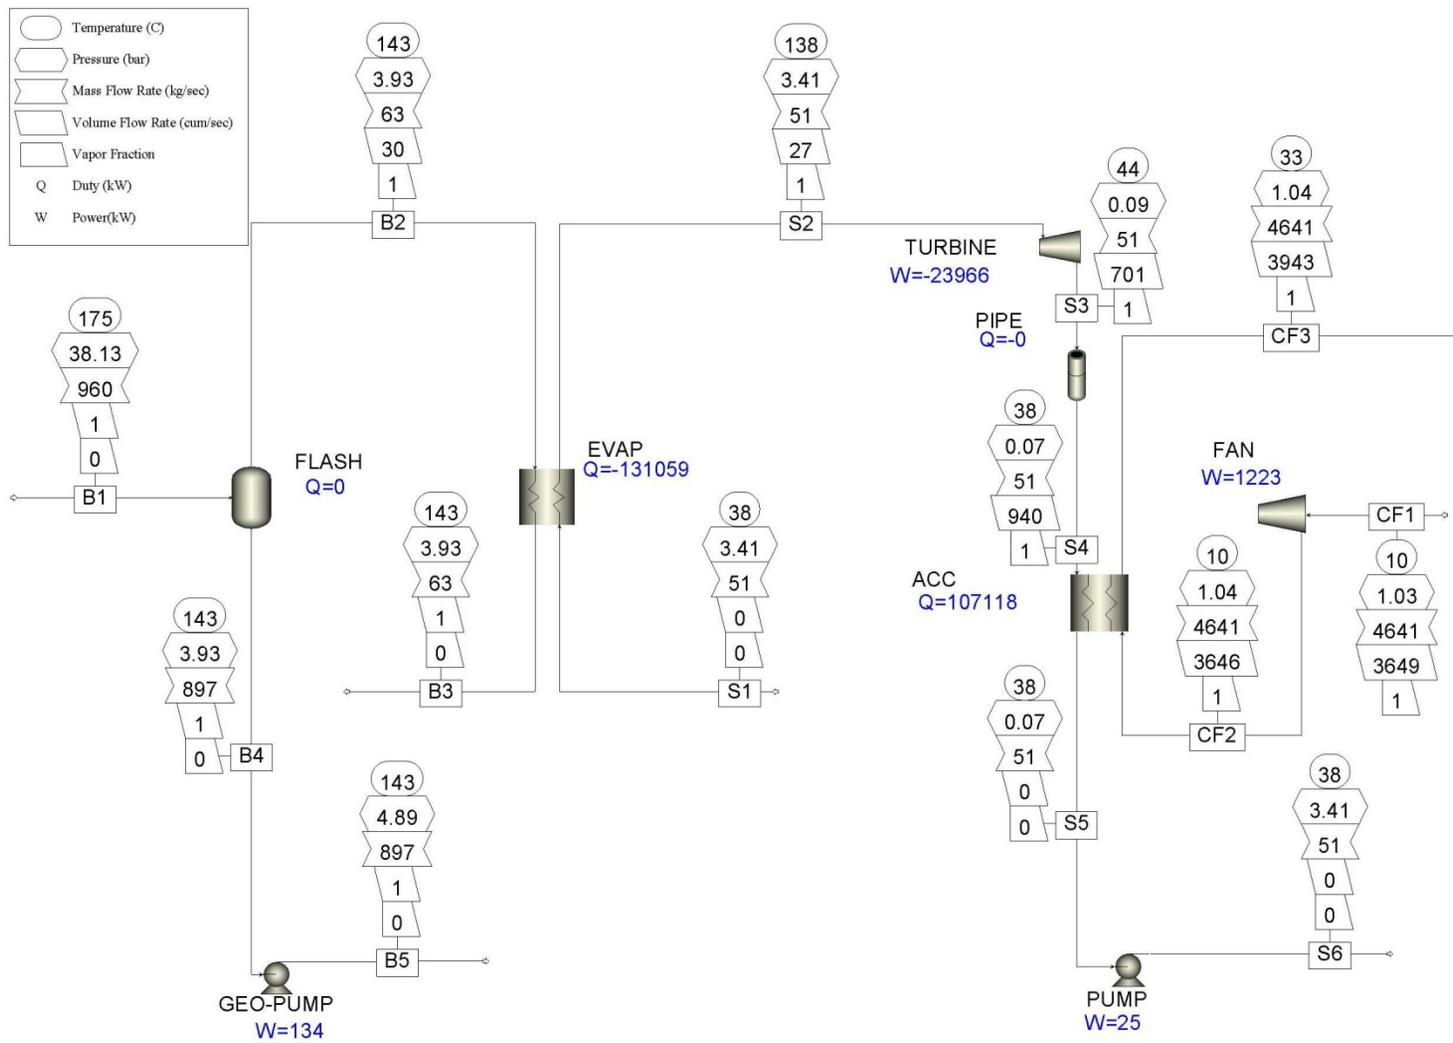 Temperature (C)
Pressure (bar)
Mass Flow Rate (kg/sec)
Volume Flow Rate (cum/sec)
Vapor Fraction
Q Duty (kW)
W Power(kW)
143
3.93
63
30
1
B2
138
3.41
51
27
1
S2
TURBINE
W=-23966
44
0.09
51
701
1
S3
33
1.04
4641
3943
1
CF3
PIPE
Q=-0
175
38.13
960
1
0
B1
FLASH
Q=0
EVAP
Q=-131059
143
3.93
63
1
0
B3
38
3.41
51
0
0
S1
38
0.07
51
940
1
S4
ACC
Q=107118
FAN
W=1223
CF1
10
1.03
4641
3649
1
10
1.04
4641
3646
1
CF2
143
3.93
897
1
0
B4
143
4.89
897
1
0
B5
GEO-PUMP
W=134
38
0.07
51
0
0
S5
38
3.41
51
0
0
S6
PUMP
W=25